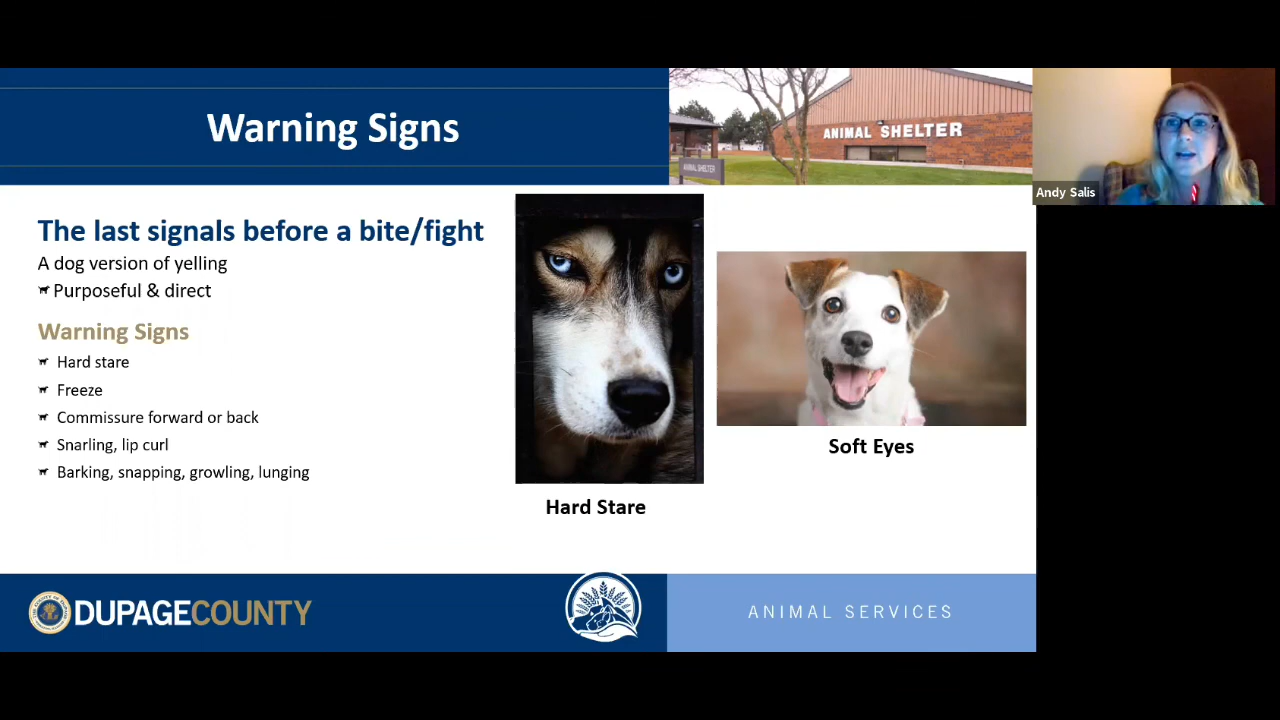 Warning Signs
ANIMAL SHELTER
ANIMAL SHELTER
Andy Salis
The last signals before a bite/fight
A dog version of yelling
Purposeful & direct
Warning Signs
Hard stare
Freeze
Commissure forward or back
Snarling, lip curl
Barking, snapping, growling, lunging
Soft Eyes
Hard Stare
DUPAGECOUNTY
ANIMAL SERVICES